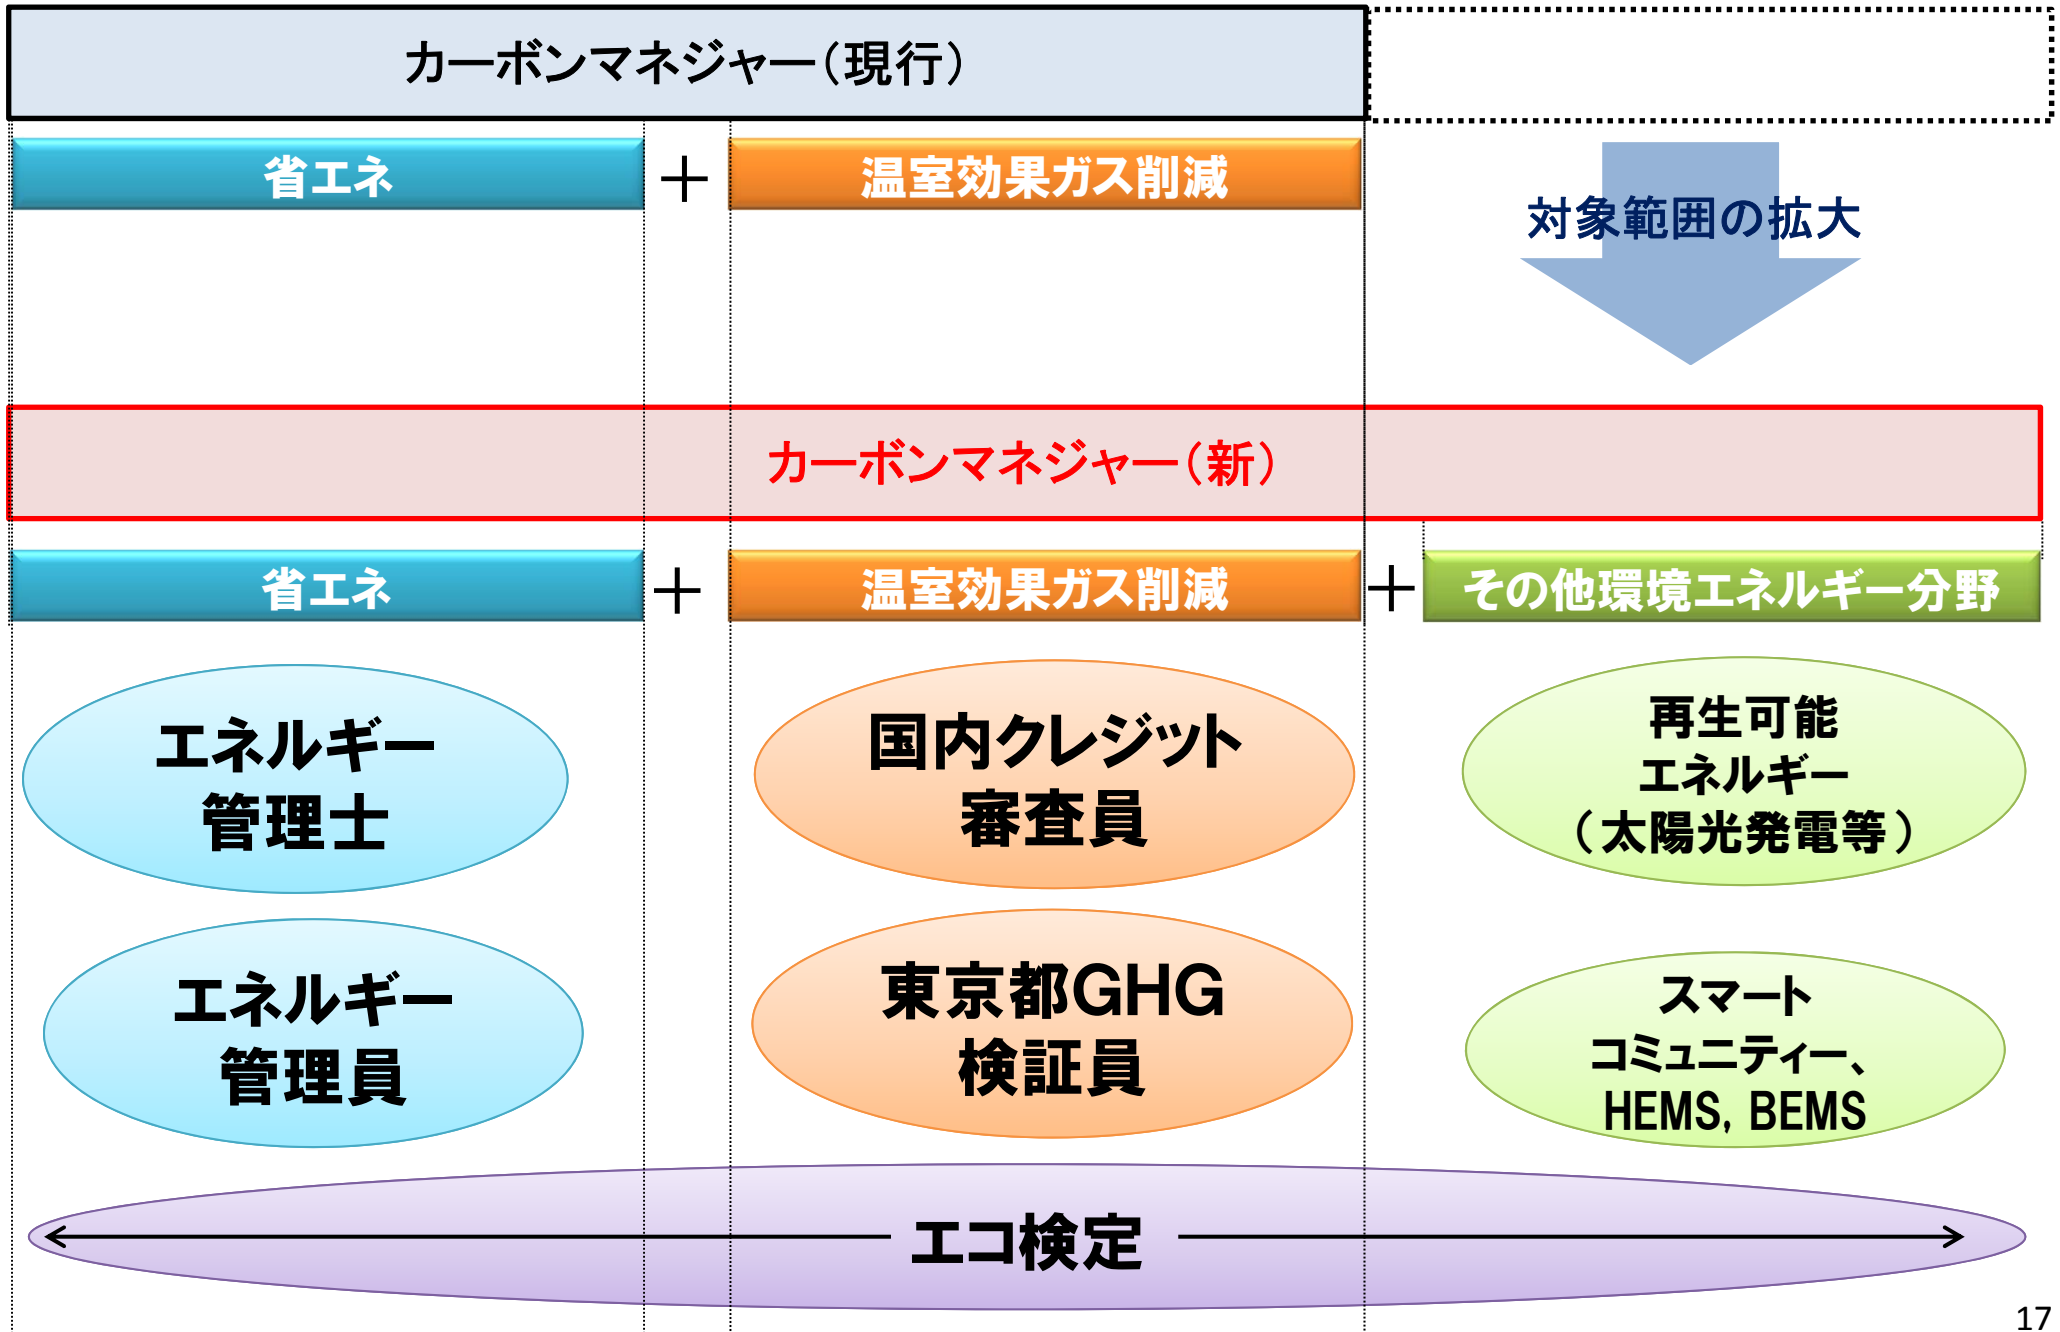 カーボンマネジャー(現行)
省エネ
+
温室効果ガス削減
対象範囲の拡大
カーボンマネジャー(新)
省エネ
+
温室効果ガス削減
+
その他環境エネルギー分野
エネルギー
管理士
国内クレジット
審査員
再生可能
エネルギー
(太陽光発電等)
エネルギー
管理員
東京都GHG
検証員
スマート
コミュニティー、
HEMS, BEMS
エコ検定
17